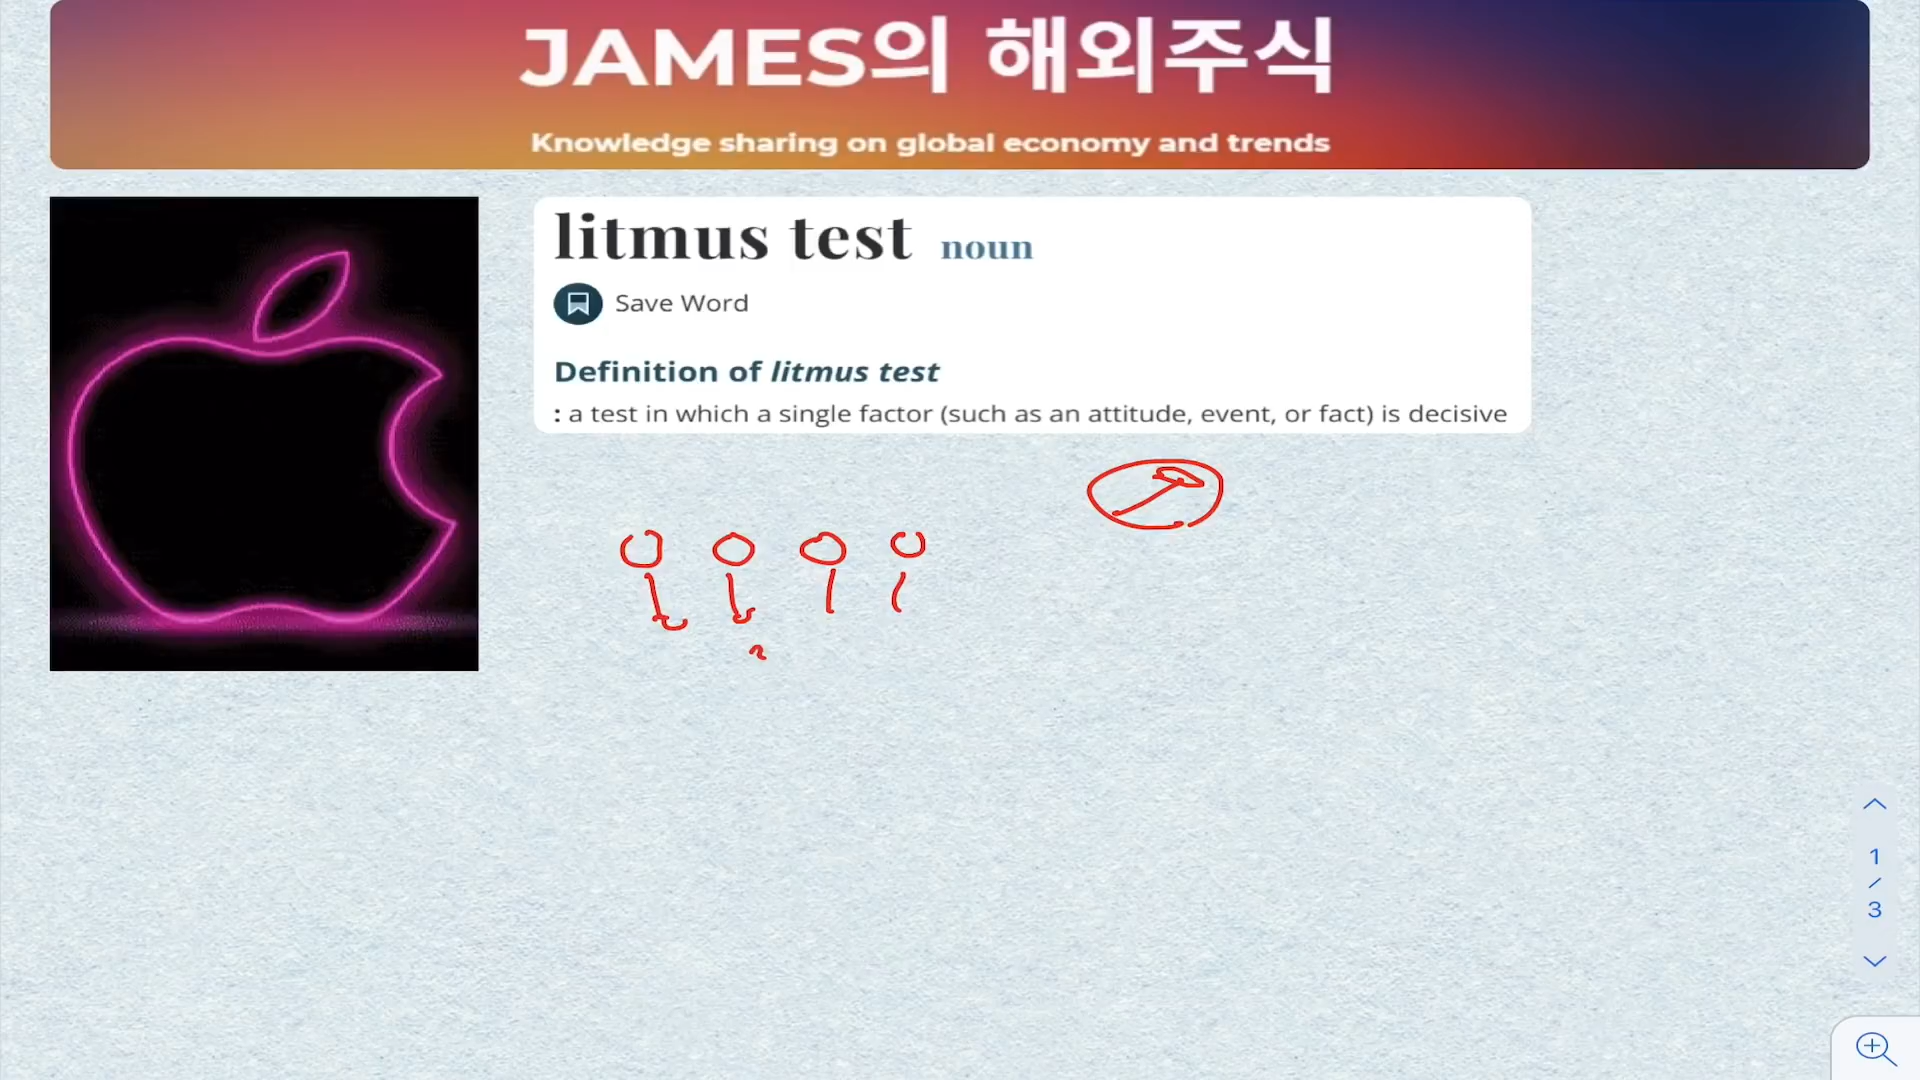 JAMES의 해외주식
Knowledge sharing on global economy and trends
litmus test noun
Save Word
Definition of litmus test
: a test in which a single factor (such as an attitude, event, or fact) is decisive
1
/
3